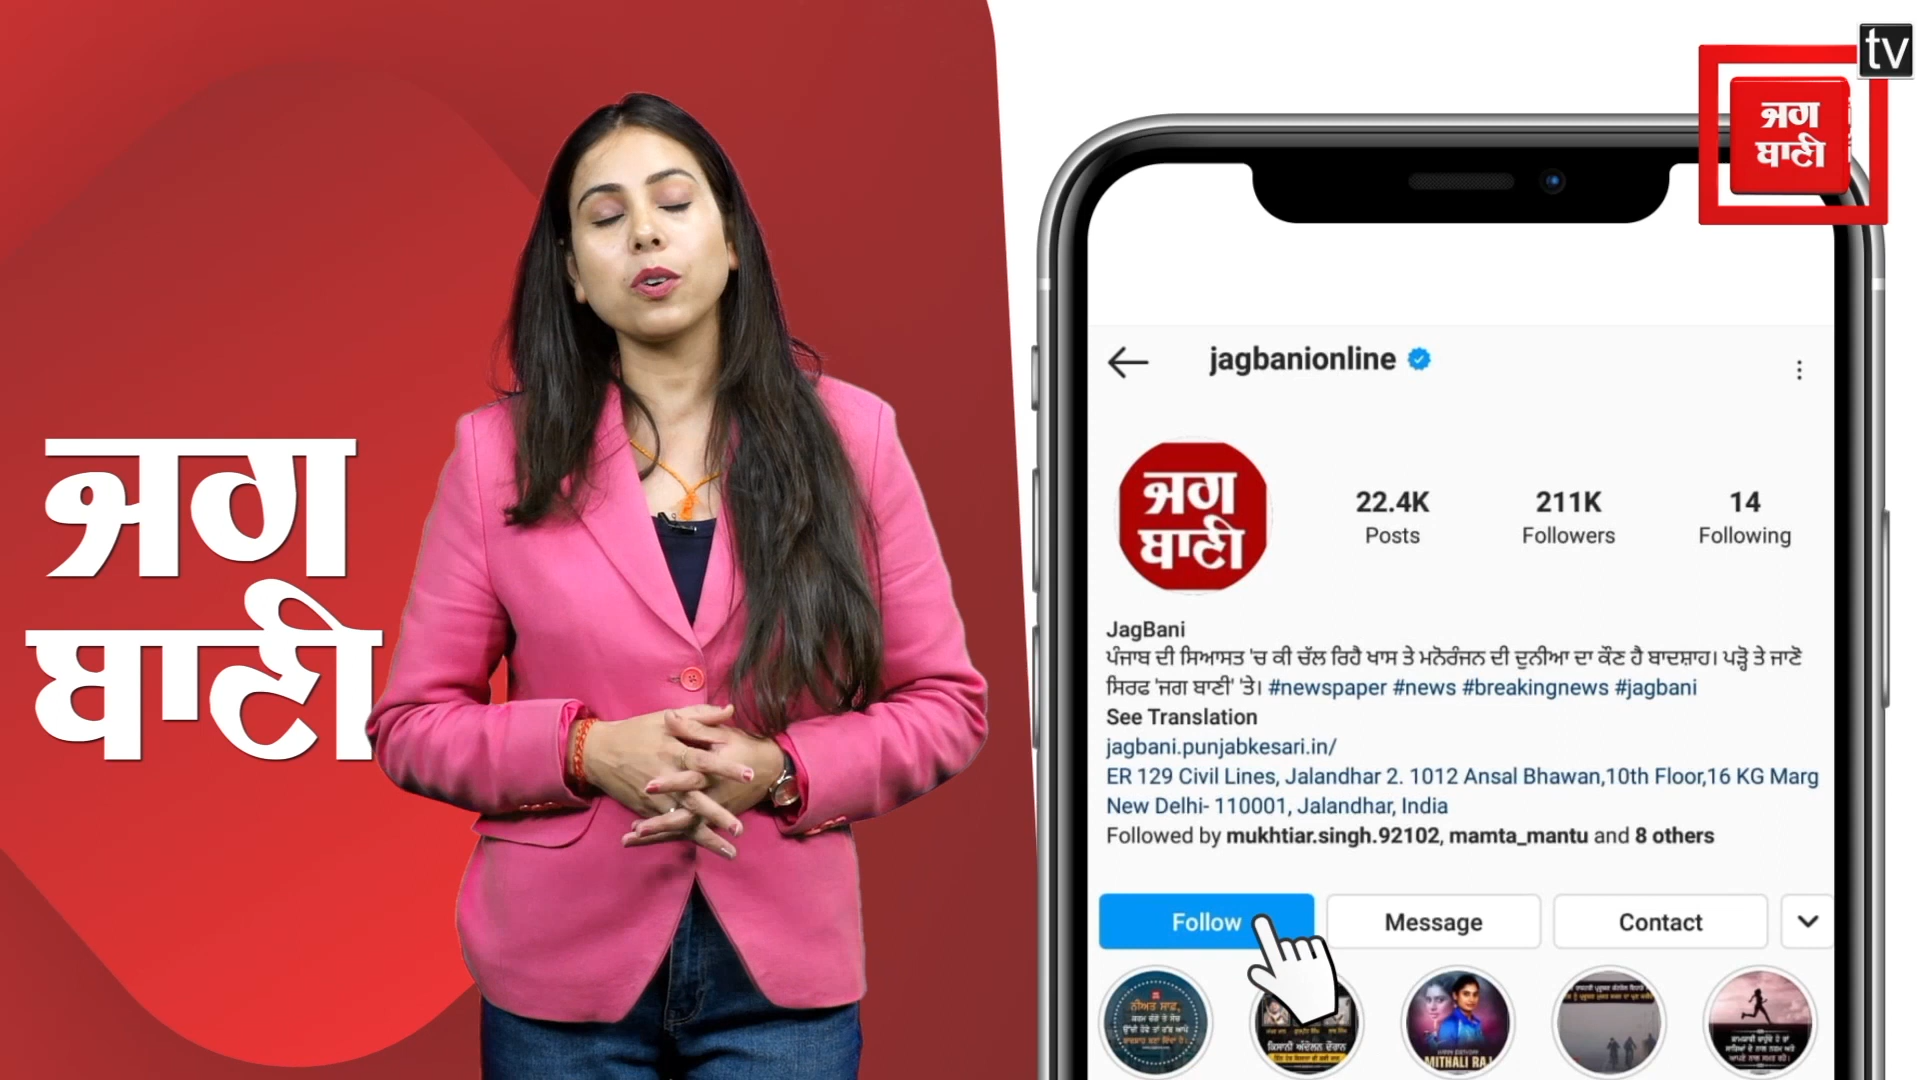 ਜਗ
ਬਾਣੀ
tv
ਜਗ
ਬਾਣੀ
jagbanionline
ਜਗ
ਬਾਣੀ
22.4K
Posts
211K
Followers
14
Following
JagBani
ਪੰਜਾਬ ਦੀ ਸਿਆਸਤ 'ਚ ਕੀ ਚੱਲ ਰਿਹੈ ਖਾਸ ਤੇ ਮਨੋਰੰਜਨ ਦੀ ਦੁਨੀਆ ਦਾ ਕੌਣ ਹੈ ਬਾਦਸ਼ਾਹ। ਪੜ੍ਹੋ ਤੇ ਜਾਣੋ
ਸਿਰਫ 'ਜਗ ਬਾਣੀ' 'ਤੇ। #newspaper #news #breakingnews #jagbani
See Translation
jagbani.punjabkesari.in/
ER 129 Civil Lines, Jalandhar 2. 1012 Ansal Bhawan,10th Floor,16 KG Marg
New Delhi- 110001, Jalandhar, India
Followed by mukhtiar.singh.92102, mamta_mantu and 8 others
Follow
Message
Contact
ਨੀਅਤ ਸਾਫ਼,
ਕਿਸਾਨੀ ਅੰਦੋਲਨ ਦੌਰਾਨ
MITHALI RAJ